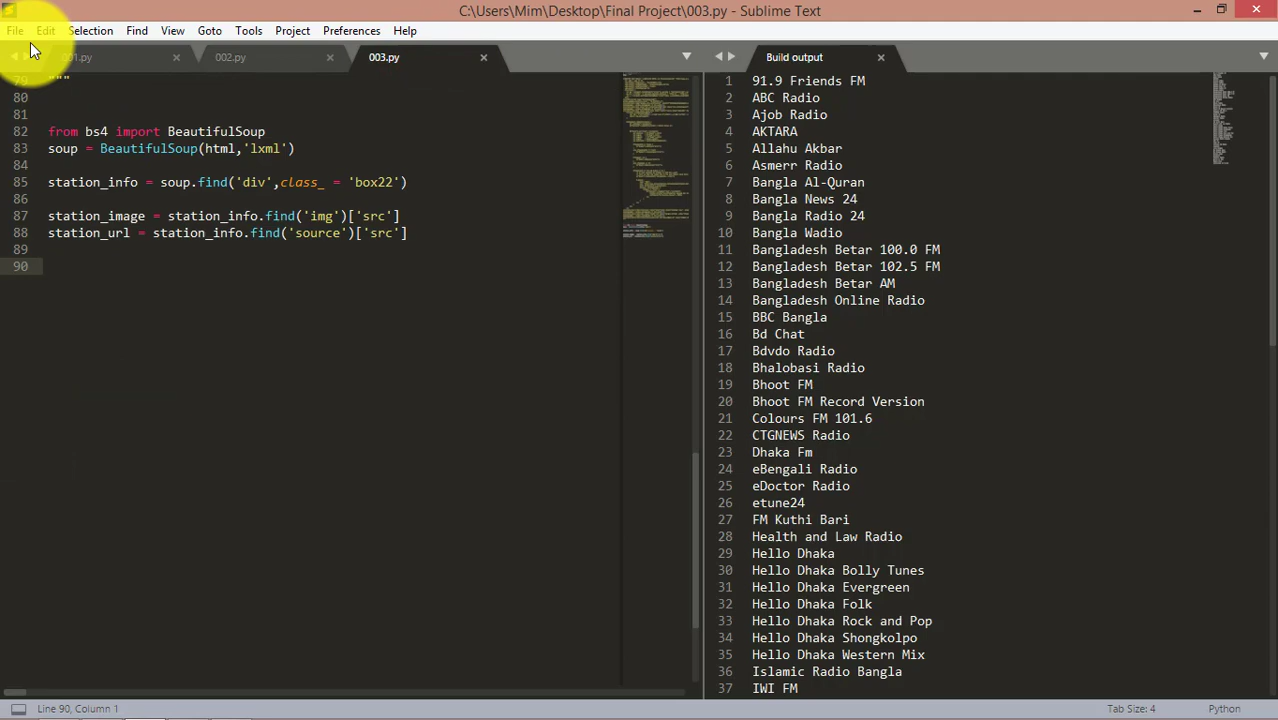 C:\Users\Mim\Desktop\Final Project\003.py - Sublime Text
File Edit Selection Find View Goto Tools Project Preferences Help
001.py 002.py 003.py
79 """
80
81
82 from bs4 import BeautifulSoup
83 soup = BeautifulSoup(html,'lxml')
84
85 station_info = soup.find('div',class_ = 'box22')
86
87 station_image = station_info.find('img')['src']
88 station_url = station_info.find('source')['src']
89
90
Build output
1 91.9 Friends FM
2 ABC Radio
3 Ajob Radio
4 AKTARA
5 Allahu Akbar
6 Asmerr Radio
7 Bangla Al-Quran
8 Bangla News 24
9 Bangla Radio 24
10 Bangla Wadio
11 Bangladesh Betar 100.0 FM
12 Bangladesh Betar 102.5 FM
13 Bangladesh Betar AM
14 Bangladesh Online Radio
15 BBC Bangla
16 Bd Chat
17 Bdvdo Radio
18 Bhalobasi Radio
19 Bhoot FM
20 Bhoot FM Record Version
21 Colours FM 101.6
22 CTGNEWS Radio
23 Dhaka Fm
24 eBengali Radio
25 eDoctor Radio
26 etune24
27 FM Kuthi Bari
28 Health and Law Radio
29 Hello Dhaka
30 Hello Dhaka Bolly Tunes
31 Hello Dhaka Evergreen
32 Hello Dhaka Folk
33 Hello Dhaka Rock and Pop
34 Hello Dhaka Shongkolpo
35 Hello Dhaka Western Mix
36 Islamic Radio Bangla
37 IWI FM
Line 90, Column 1
Tab Size: 4 Python